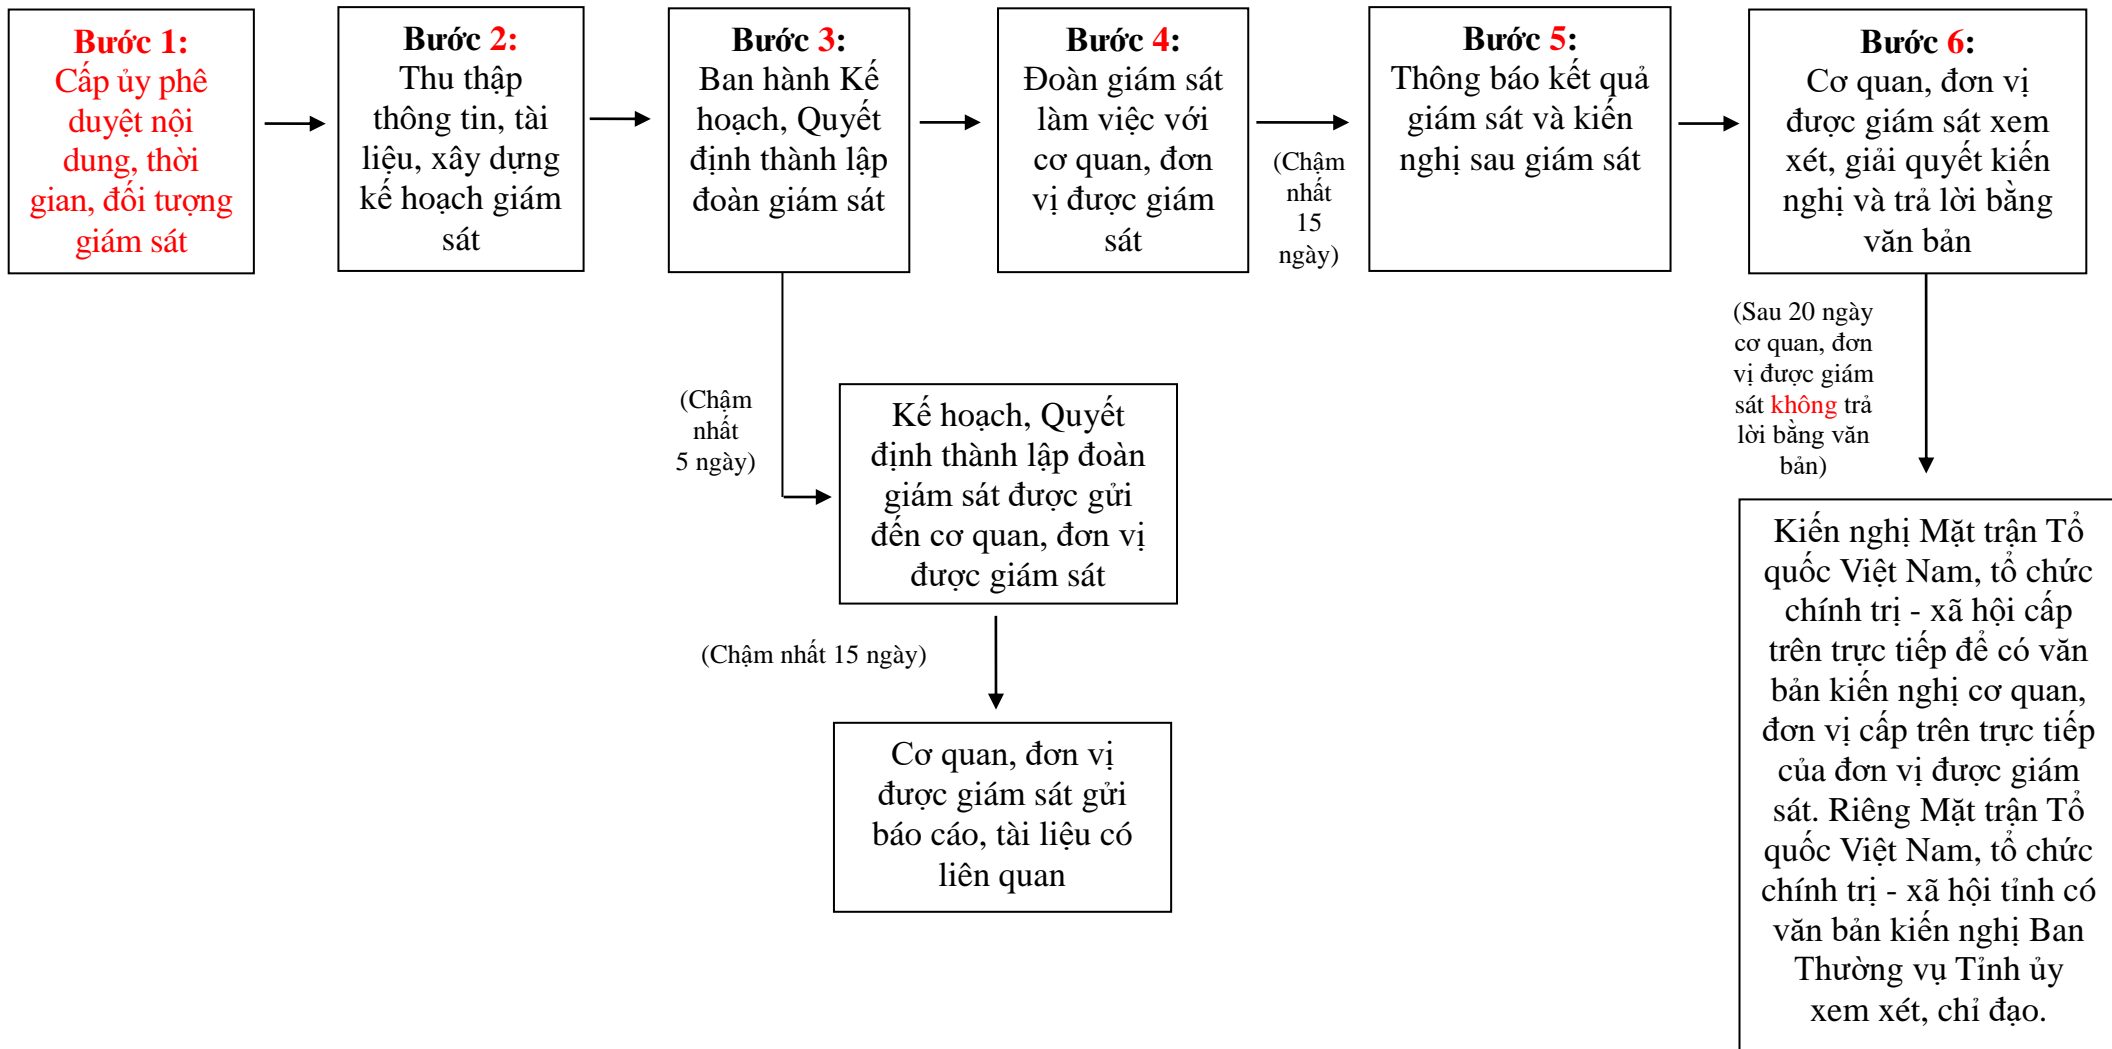 Bước 1:
Cấp ủy phê
duyệt nội
dung, thời
gian, đối tượng
giám sát
Bước 2:
Thu thập
thông tin, tài
liệu, xây dựng
kế hoạch giám
sát
Bước 3:
Ban hành Kế
hoạch, Quyết
định thành lập
đoàn giám sát
Bước 4:
Đoàn giám sát
làm việc với
cơ quan, đơn
vị được giám
sát
(Chậm
nhất
15
ngày)
Bước 5:
Thông báo kết quả
giám sát và kiến
nghị sau giám sát
Bước 6:
Cơ quan, đơn vị
được giám sát xem
xét, giải quyết kiến
nghị và trả lời bằng
văn bản
(Chậm
nhất
5 ngày)
Kế hoạch, Quyết
định thành lập đoàn
giám sát được gửi
đến cơ quan, đơn vị
được giám sát
(Chậm nhất 15 ngày)
Cơ quan, đơn vị
được giám sát gửi
báo cáo, tài liệu có
liên quan
(Sau 20 ngày
cơ quan, đơn
vị được giám
sát không trả
lời bằng văn
bản)
Kiến nghị Mặt trận Tổ
quốc Việt Nam, tổ chức
chính trị - xã hội cấp
trên trực tiếp để có văn
bản kiến nghị cơ quan,
đơn vị cấp trên trực tiếp
của đơn vị được giám
sát. Riêng Mặt trận Tổ
quốc Việt Nam, tổ chức
chính trị - xã hội tỉnh có
văn bản kiến nghị Ban
Thường vụ Tỉnh ủy
xem xét, chỉ đạo.